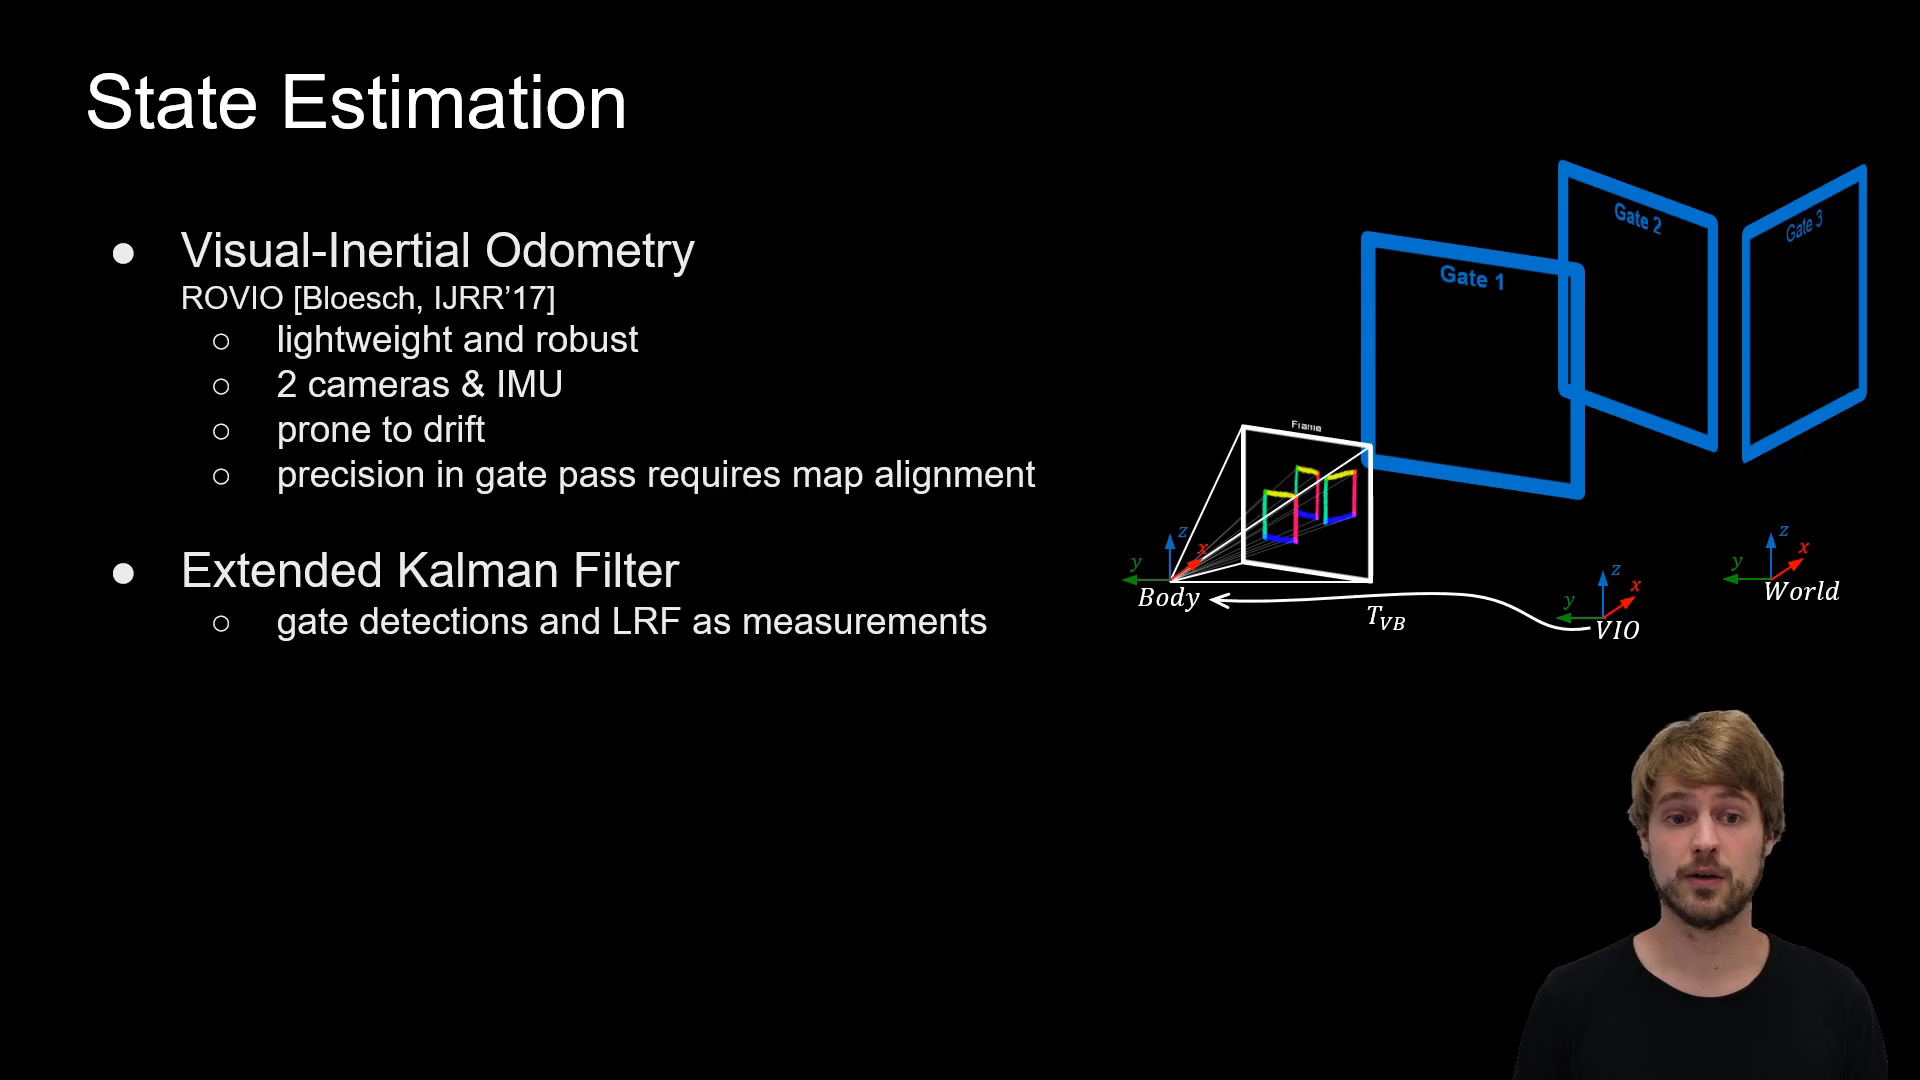 State Estimation
● Visual-Inertial Odometry
ROVIO [Bloesch, IJRR’17]
○ lightweight and robust
○ 2 cameras & IMU
○ prone to drift
○ precision in gate pass requires map alignment
● Extended Kalman Filter
○ gate detections and LRF as measurements
Gate 1
Gate 2
Gate 3
Frame
z
x
y
Body
T_VB
z
x
y
VIO
z
x
y
World